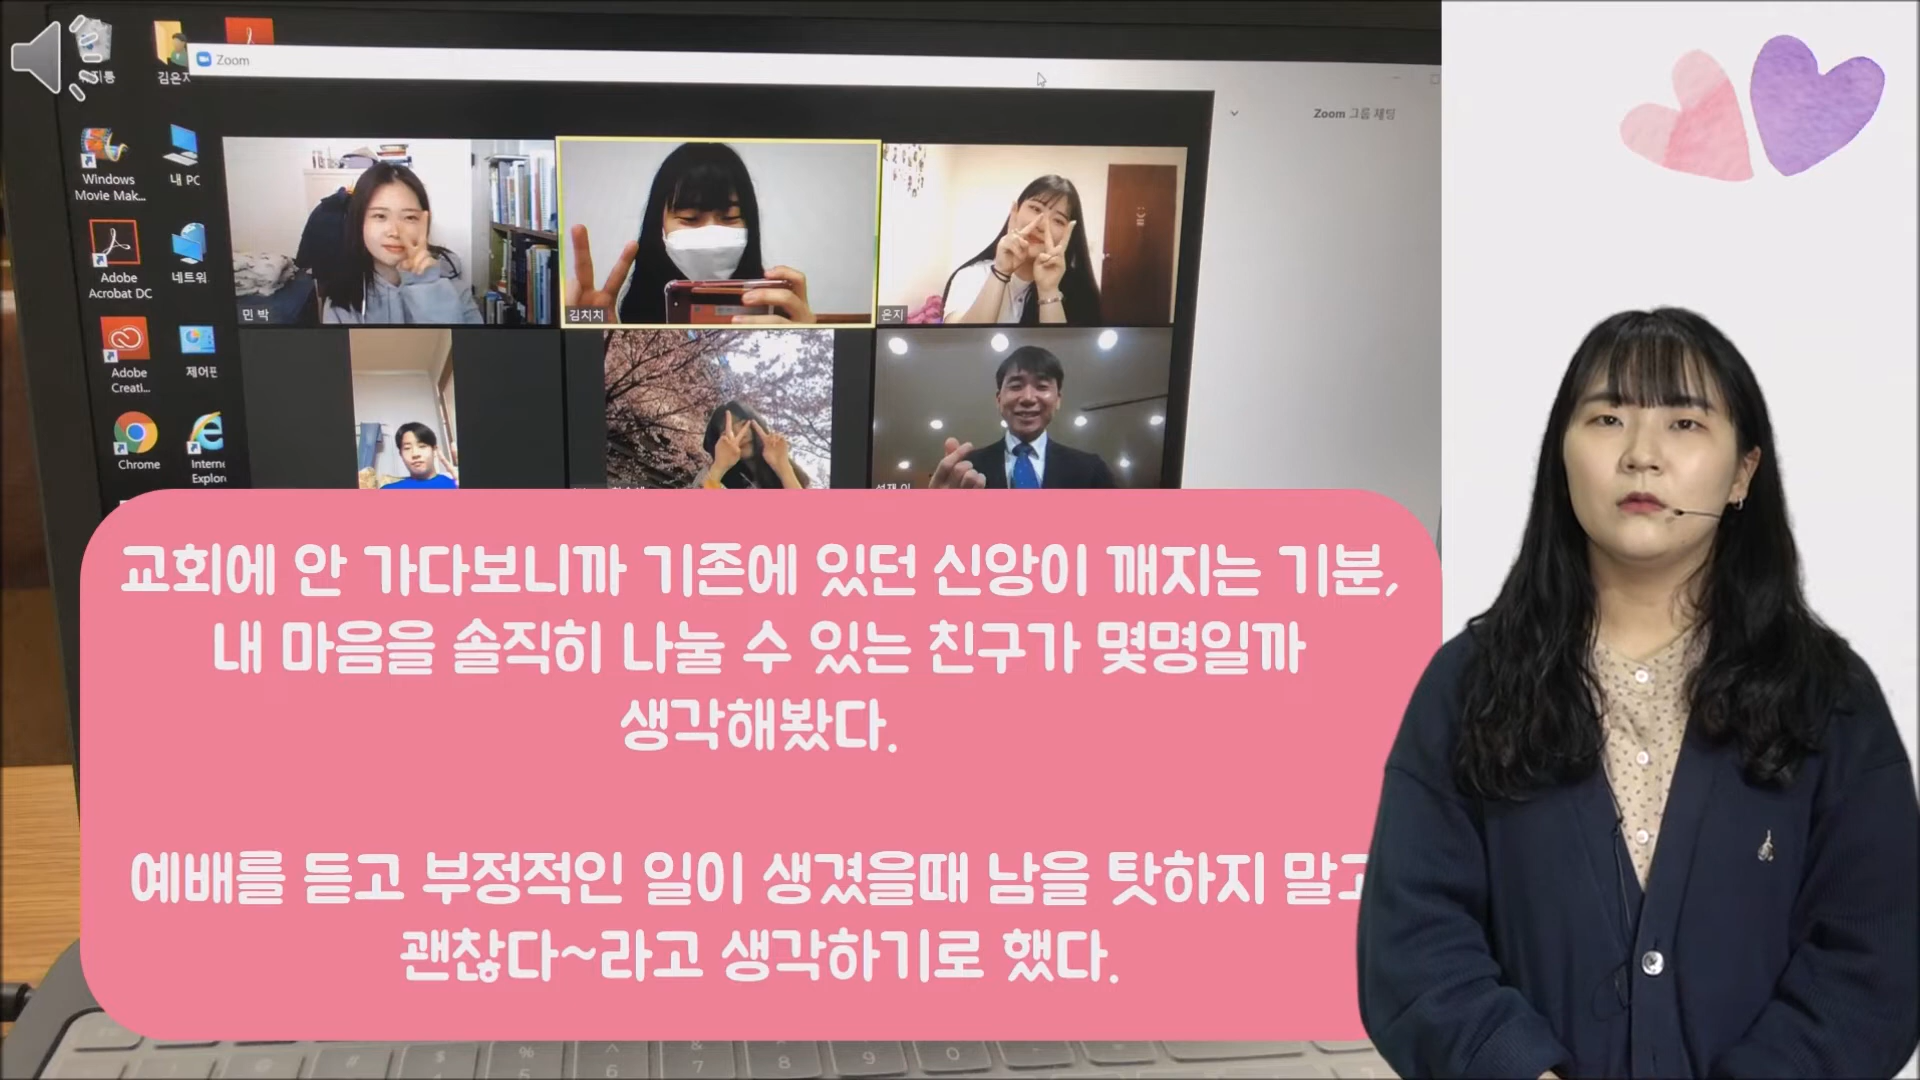 Zoom
Zoom 그룹 채팅
Windows
Movie Mak...
내 PC
Adobe
Acrobat DC
네트워
Adobe
Creati...
Chrome
민 박
김치치
은지
교회에 안 가다보니까 기존에 있던 신앙이 깨지는 기분,
내 마음을 솔직히 나눌 수 있는 친구가 몇명일까
생각해봤다.
예배를 듣고 부정적인 일이 생겼을때 남을 탓하지 말고
괜찮다~라고 생각하기로 했다.